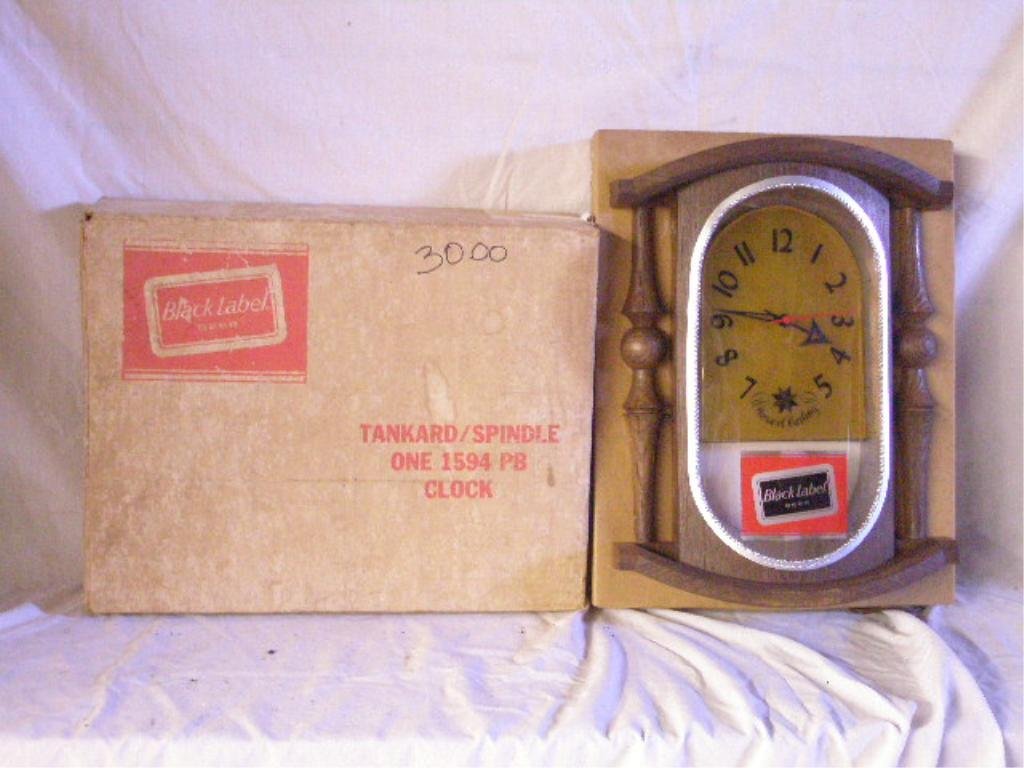 Black Label
30.00
TANKARD/SPINDLE
ONE 1594 PB
CLOCK
12
11
1
10
2
9
3
8
4
7
5
Black Label
BEER